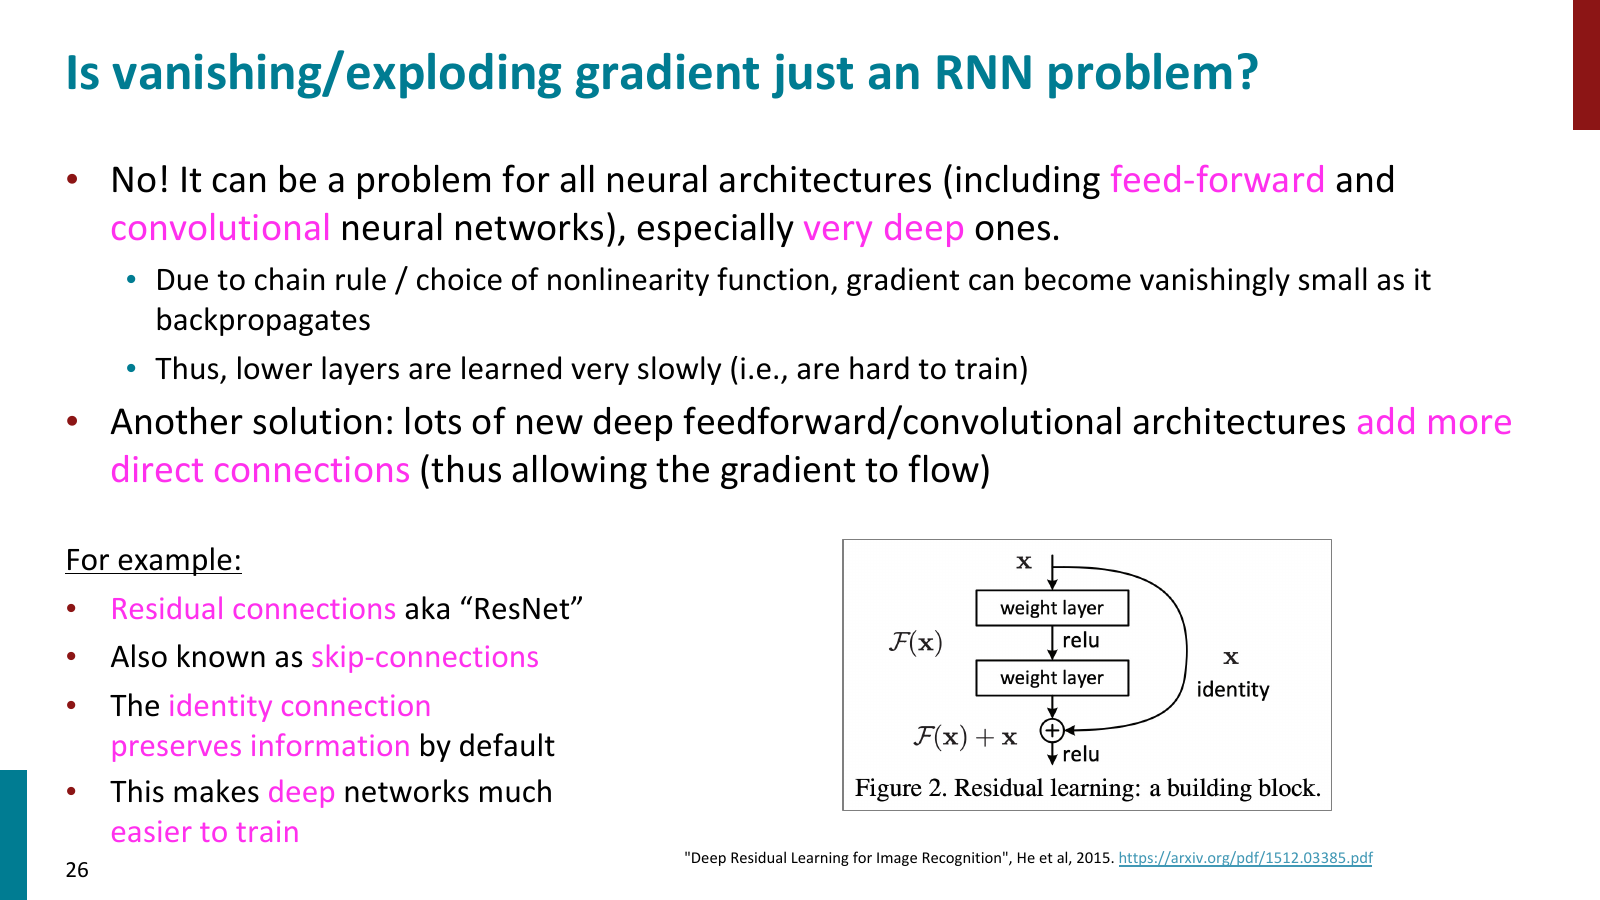 Is vanishing/exploding gradient just an RNN problem?
• No! It can be a problem for all neural architectures (including feed-forward and
convolutional neural networks), especially very deep ones.
• Due to chain rule / choice of nonlinearity function, gradient can become vanishingly small as it
backpropagates
• Thus, lower layers are learned very slowly (i.e., are hard to train)
• Another solution: lots of new deep feedforward/convolutional architectures add more
direct connections (thus allowing the gradient to flow)
For example:
• Residual connections aka “ResNet”
• Also known as skip-connections
• The identity connection
preserves information by default
• This makes deep networks much
easier to train
x
weight layer
F(x)
relu
weight layer
x
identity
F(x) + x
relu
Figure 2. Residual learning: a building block.
"Deep Residual Learning for Image Recognition", He et al, 2015. https://arxiv.org/pdf/1512.03385.pdf
26